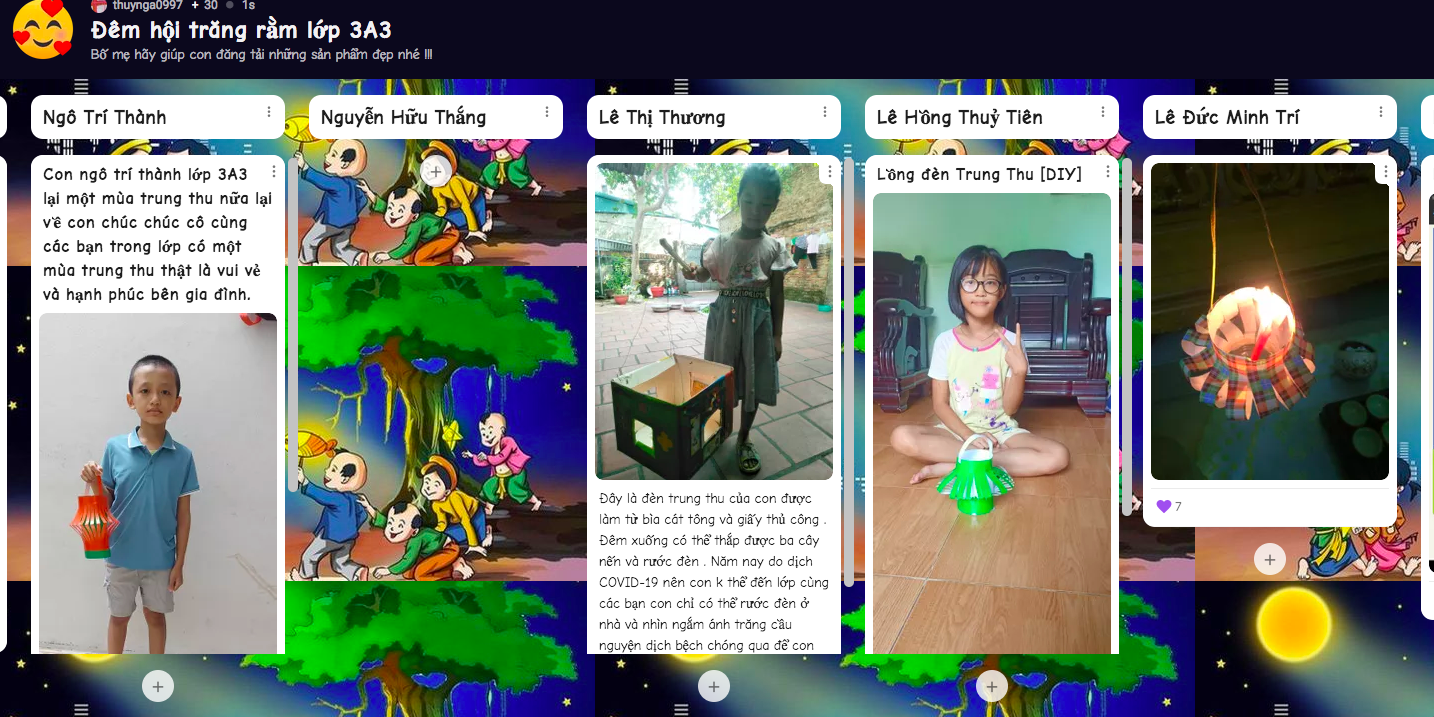 thuynga0997 + 30 1s
Đêm hội trăng rằm lớp 3A3
Bố mẹ hãy giúp con đăng tải những sản phẩm đẹp nhé !!!
Ngô Trí Thành
Con ngô trí thành lớp 3A3
lại một mùa trung thu nữa lại
về con chúc chúc cô cùng
các bạn trong lớp có một
mùa trung thu thật là vui vẻ
và hạnh phúc bên gia đình.
Nguyễn Hữu Thắng
Lê Thị Thương
Đây là đèn trung thu của con được
làm từ bìa cát tông và giấy thủ công .
Đêm xuống có thể thắp được ba cây
nến và rước đèn . Năm nay do dịch
COVID-19 nên con k thể đến lớp cùng
các bạn con chỉ có thể rước đèn ở
nhà và nhìn ngắm ánh trăng cầu
nguyện dịch bệch chóng qua để con
Lê Hồng Thuỷ Tiên
Lồng đèn Trung Thu [DIY]
Lê Đức Minh Trí
7